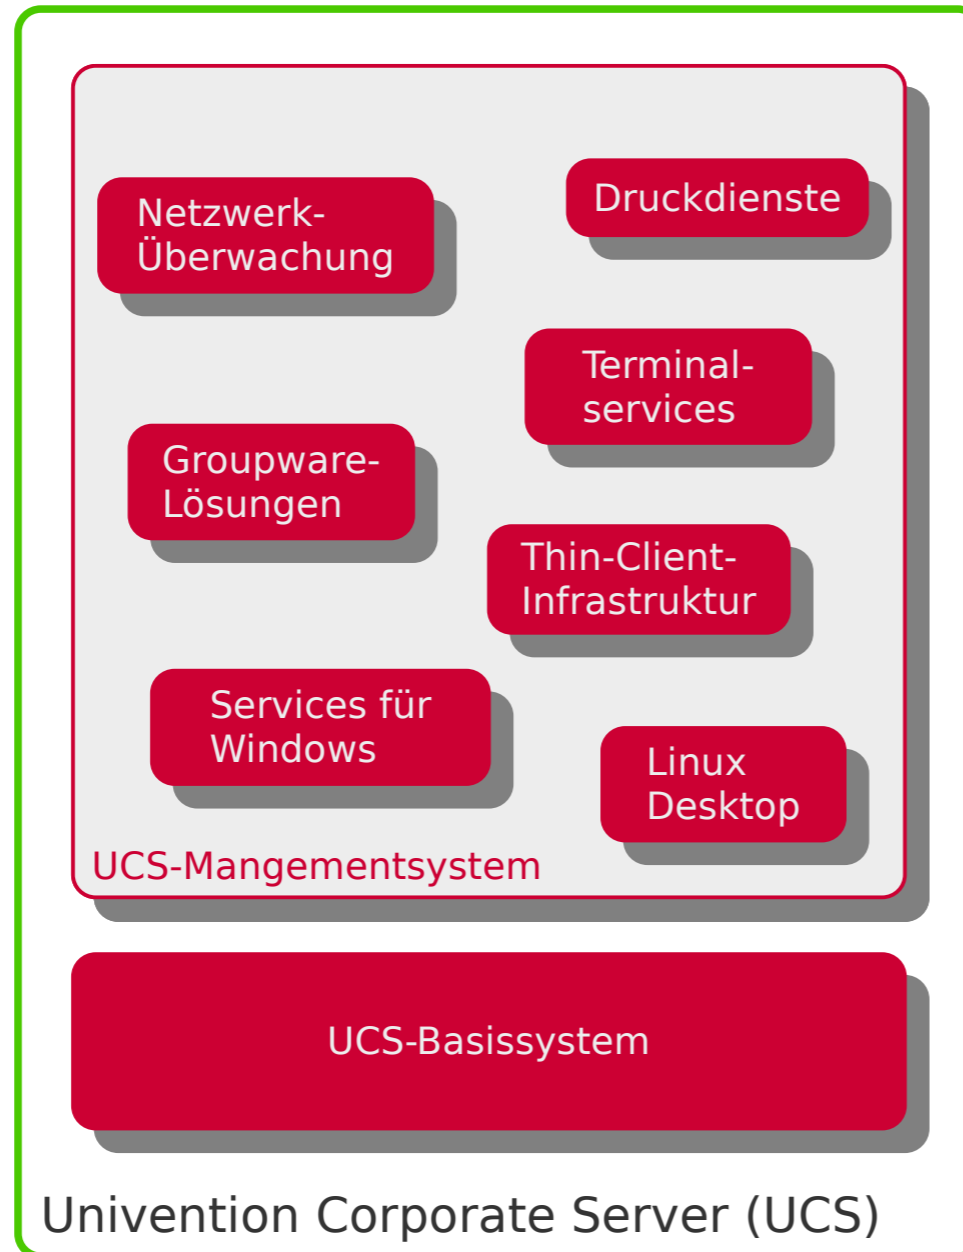 Netzwerk-
Überwachung
Druckdienste
Terminal-
services
Groupware-
Lösungen
Thin-Client-
Infrastruktur
Services für
Windows
Linux
Desktop
UCS-Mangementsystem
UCS-Basissystem
Univention Corporate Server (UCS)